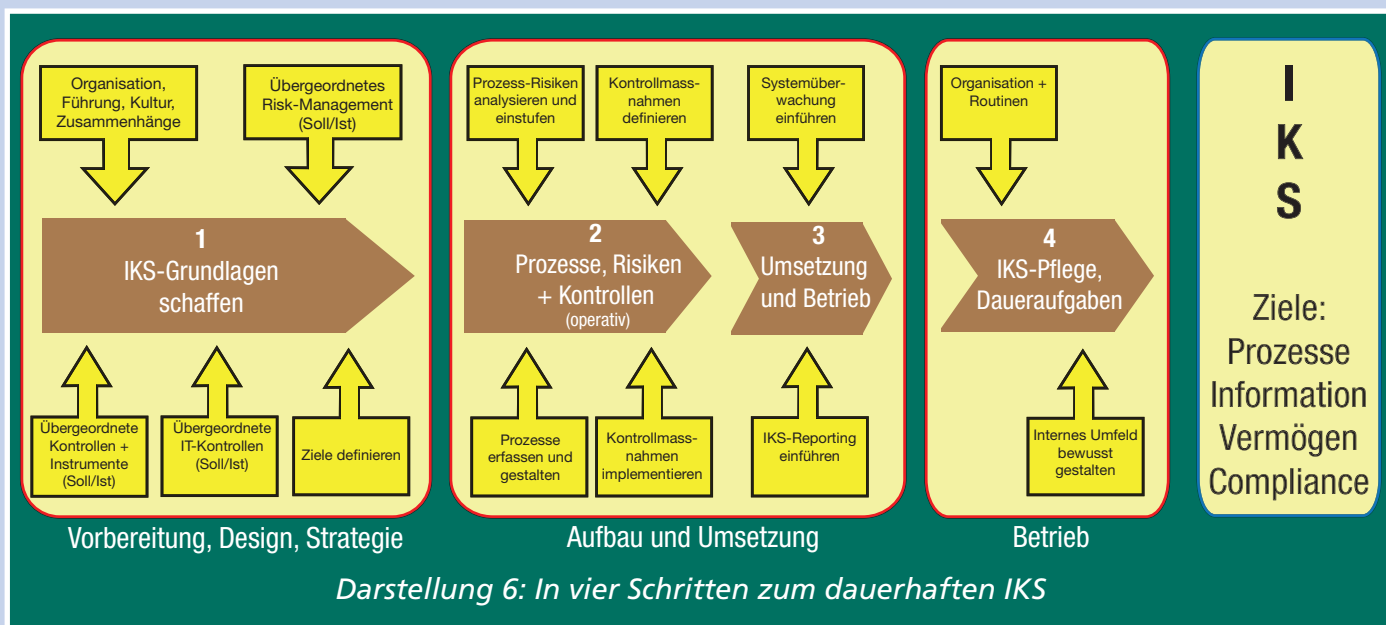 Organisation,
Führung, Kultur,
Zusammenhänge
Übergeordnetes
Risk-Management
(Soll/Ist)
1
IKS-Grundlagen
schaffen
Übergeordnete
Kontrollen +
Instrumente
(Soll/Ist)
Übergeordnete
IT-Kontrollen
(Soll/Ist)
Ziele definieren
Vorbereitung, Design, Strategie
Prozess-Risiken
analysieren und
einstufen
Kontrollmass-
nahmen
definieren
Systemüber-
wachung
einführen
2
Prozesse, Risiken
+ Kontrollen
(operativ)
3
Umsetzung
und Betrieb
Prozesse
erfassen und
gestalten
Kontrollmass-
nahmen
implementieren
IKS-Reporting
einführen
Aufbau und Umsetzung
Organisation +
Routinen
4
IKS-Pflege,
Daueraufgaben
Internes Umfeld
bewusst
gestalten
Betrieb
I
K
S
Ziele:
Prozesse
Information
Vermögen
Compliance
Darstellung 6: In vier Schritten zum dauerhaften IKS